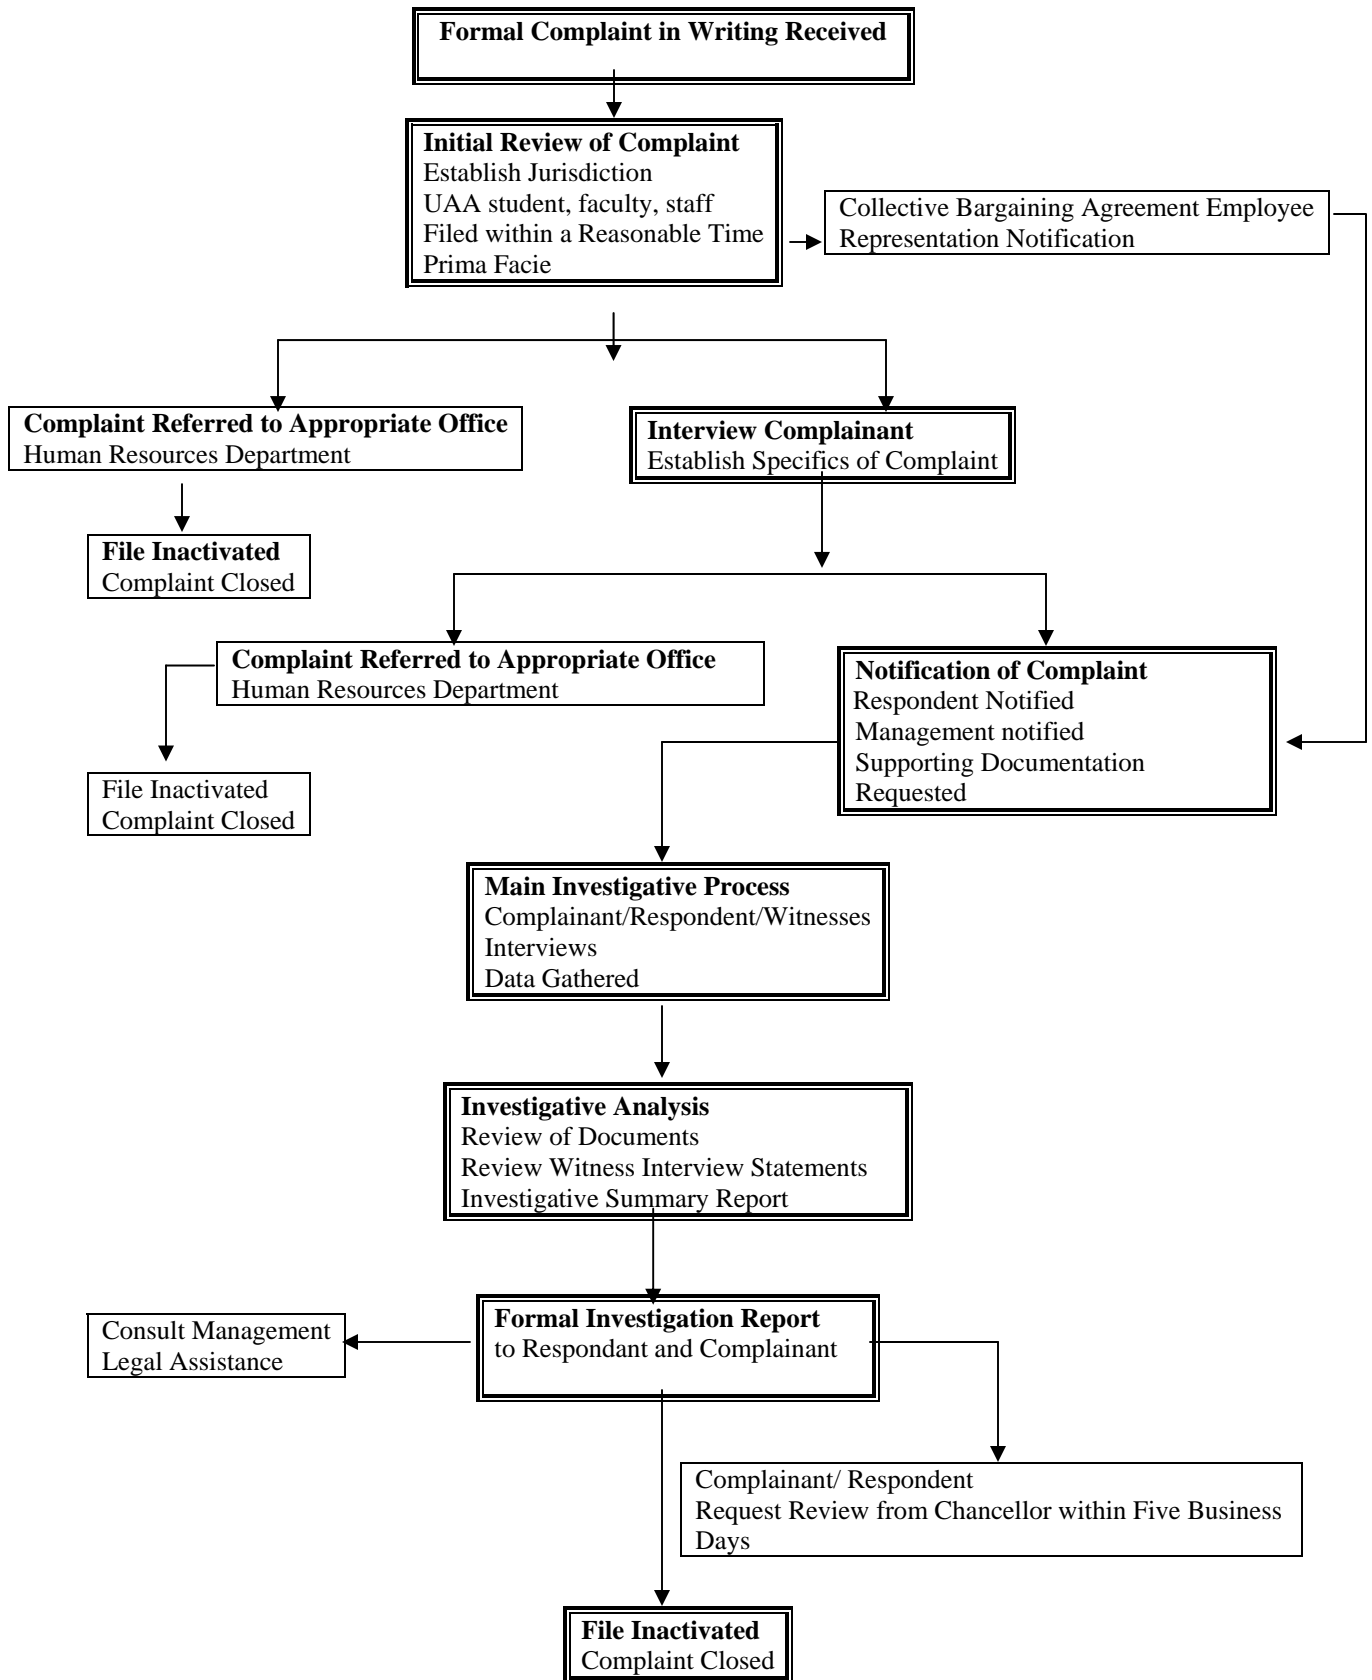 Formal Complaint in Writing Received
Initial Review of Complaint
Establish Jurisdiction
UAA student, faculty, staff
Filed within a Reasonable Time
Prima Facie
Collective Bargaining Agreement Employee
Representation Notification
Complaint Referred to Appropriate Office
Human Resources Department
Interview Complainant
Establish Specifics of Complaint
File Inactivated
Complaint Closed
Complaint Referred to Appropriate Office
Human Resources Department
Notification of Complaint
Respondent Notified
Management notified
Supporting Documentation
Requested
File Inactivated
Complaint Closed
Main Investigative Process
Complainant/Respondent/Witnesses
Interviews
Data Gathered
Investigative Analysis
Review of Documents
Review Witness Interview Statements
Investigative Summary Report
Formal Investigation Report
to Respondant and Complainant
Consult Management
Legal Assistance
Complainant/ Respondent
Request Review from Chancellor within Five Business
Days
File Inactivated
Complaint Closed